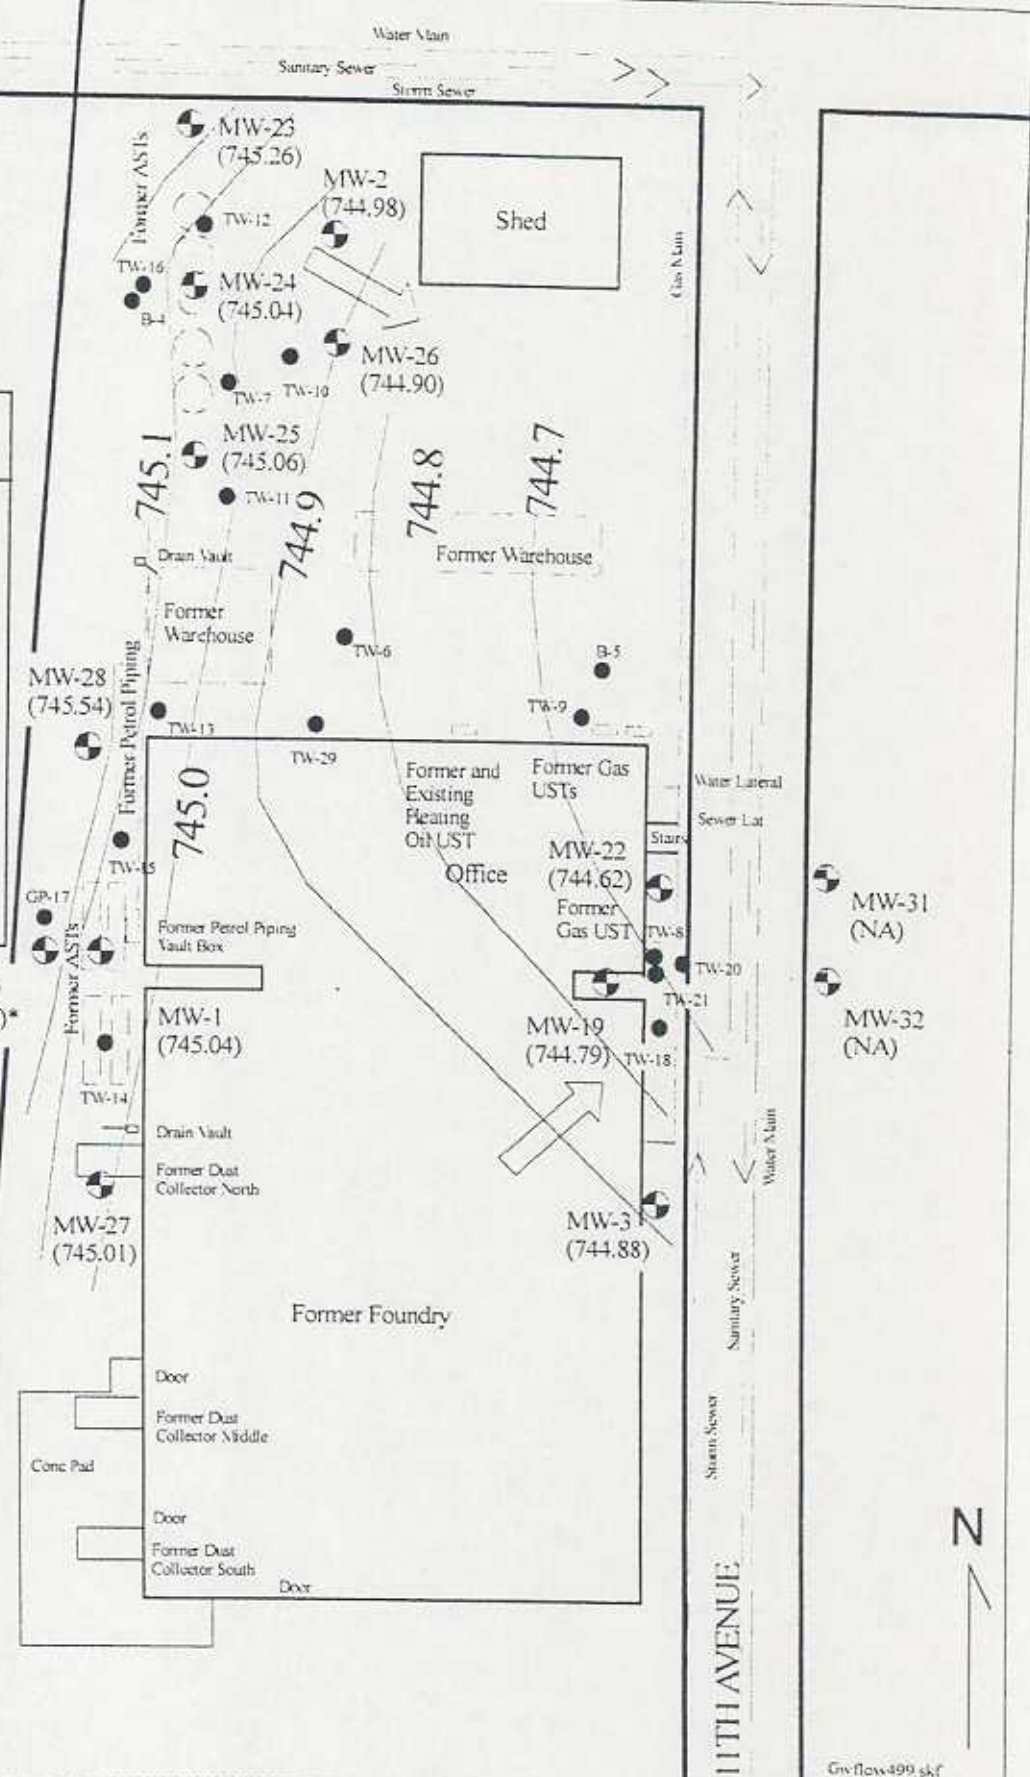 Water Main
Sanitary Sewer
Storm Sewer
MW-23
(745.26)
Former ASTs
MW-2
(744.98)
Shed
TW-12
Gas Main
TW-16
MW-24
(745.04)
B-4
MW-26
(744.90)
TW-7
TW-10
MW-25
(745.06)
745.1
744.9
744.8
744.7
TW-11
Drain Vault
Former Warehouse
Former
Warehouse
TW-6
B-5
MW-28
(745.54)
Former Petrol Piping
TW-9
TW-13
TW-29
745.0
Former and
Existing
Heating
Oil UST
Former Gas
USTs
Water Lateral
Sewer Lat
Stairs
TW-15
Office
MW-22
(744.62)
MW-31
(NA)
GP-17
Former
Gas UST
TW-8
Former Petrol Piping
Vault Box
Former ASTs
TW-20
TW-21
)*
MW-1
(745.04)
MW-19
(744.79)
TW-18
MW-32
(NA)
TW-14
Drain Vault
Water Main
Former Dust
Collector North
MW-27
(745.01)
MW-3
(744.88)
Sanitary Sewer
Former Foundry
Door
Former Dust
Collector Middle
Storm Sewer
Conc Pad
Door
Former Dust
Collector South
Door
N
11TH AVENUE
Gwflow499.skf